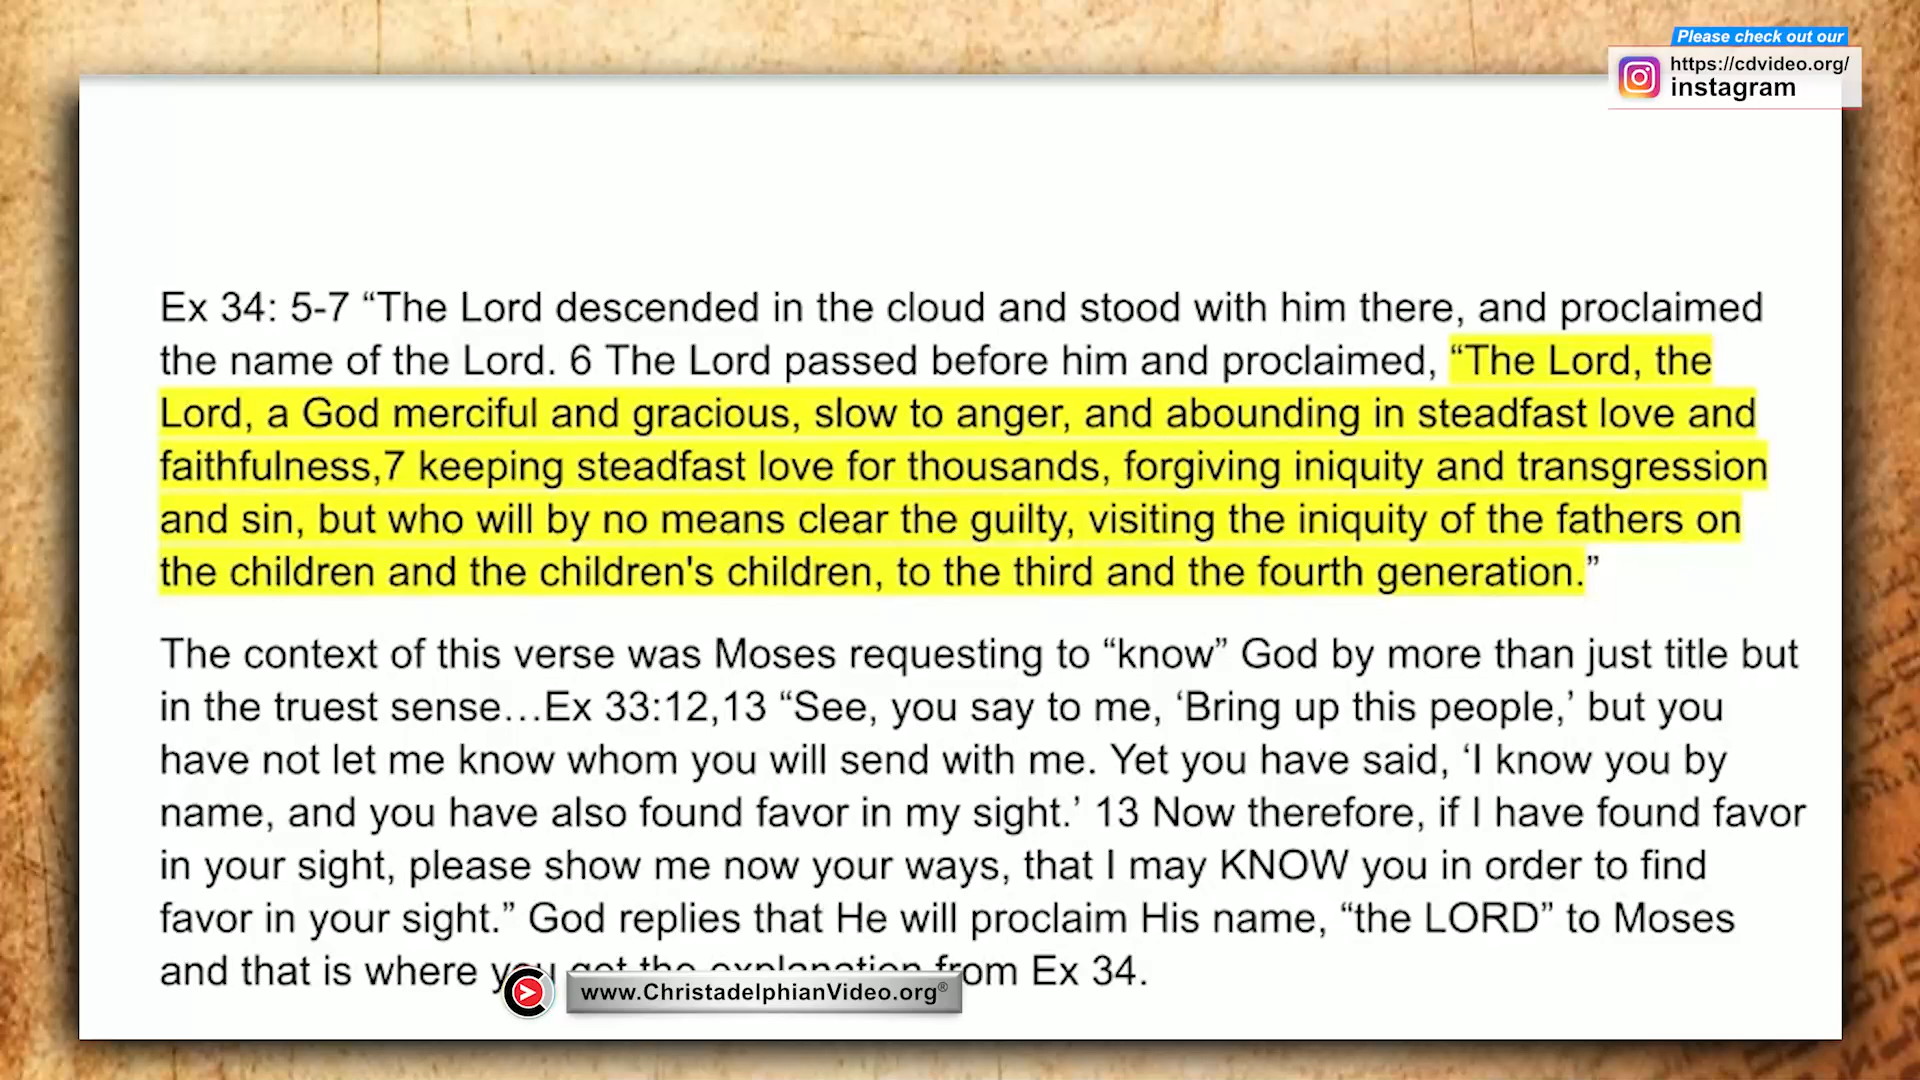 Please check out our
https://cdvideo.org/
instagram
Ex 34: 5-7 “The Lord descended in the cloud and stood with him there, and proclaimed
the name of the Lord. 6 The Lord passed before him and proclaimed, “The Lord, the
Lord, a God merciful and gracious, slow to anger, and abounding in steadfast love and
faithfulness,7 keeping steadfast love for thousands, forgiving iniquity and transgression
and sin, but who will by no means clear the guilty, visiting the iniquity of the fathers on
the children and the children's children, to the third and the fourth generation.”
The context of this verse was Moses requesting to “know” God by more than just title but
in the truest sense…Ex 33:12,13 “See, you say to me, ‘Bring up this people,’ but you
have not let me know whom you will send with me. Yet you have said, ‘I know you by
name, and you have also found favor in my sight.’ 13 Now therefore, if I have found favor
in your sight, please show me now your ways, that I may KNOW you in order to find
favor in your sight.” God replies that He will proclaim His name, “the LORD” to Moses
and that is where you got the explanation from Ex 34.
www.ChristadelphianVideo.org®